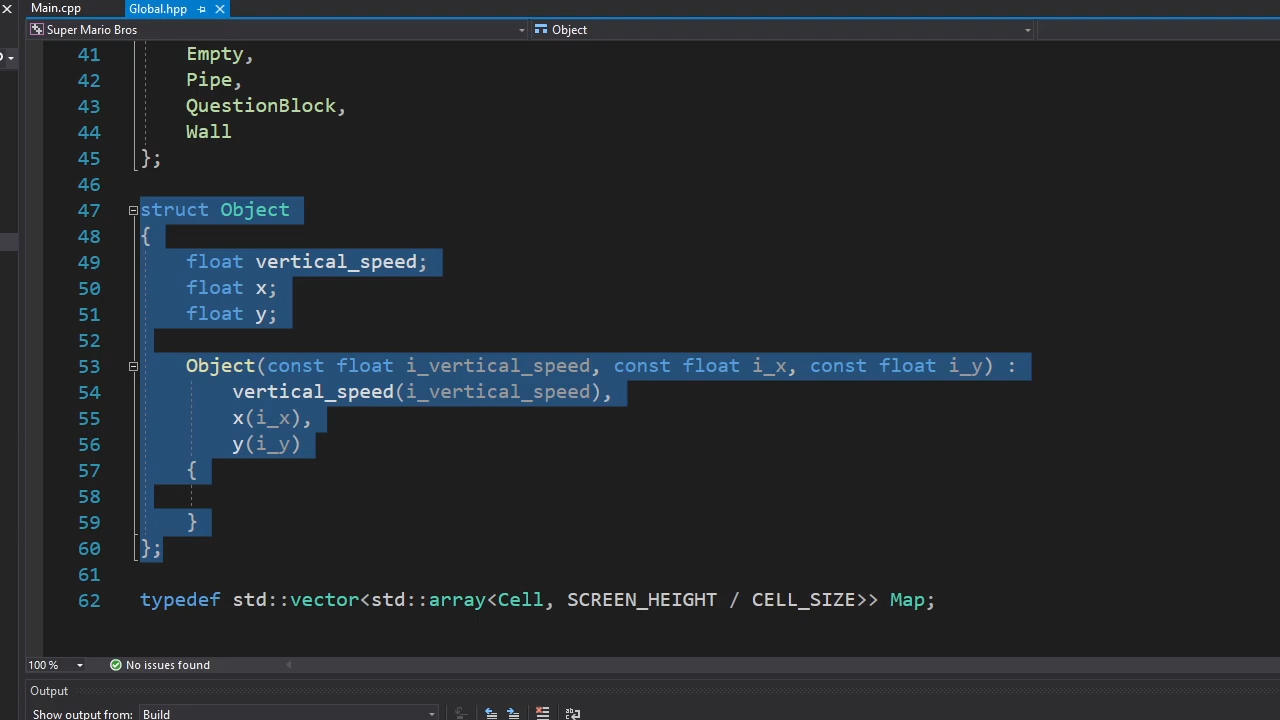 Main.cpp Global.hpp
Super Mario Bros Object
41 Empty,
42 Pipe,
43 QuestionBlock,
44 Wall
45 };
46
47 struct Object
48 {
49 float vertical_speed;
50 float x;
51 float y;
52
53 Object(const float i_vertical_speed, const float i_x, const float i_y) :
54 vertical_speed(i_vertical_speed),
55 x(i_x),
56 y(i_y)
57 {
58
59 }
60 };
61
62 typedef std::vector<std::array<Cell, SCREEN_HEIGHT / CELL_SIZE>> Map;
100 % No issues found
Output
Show output from: Build